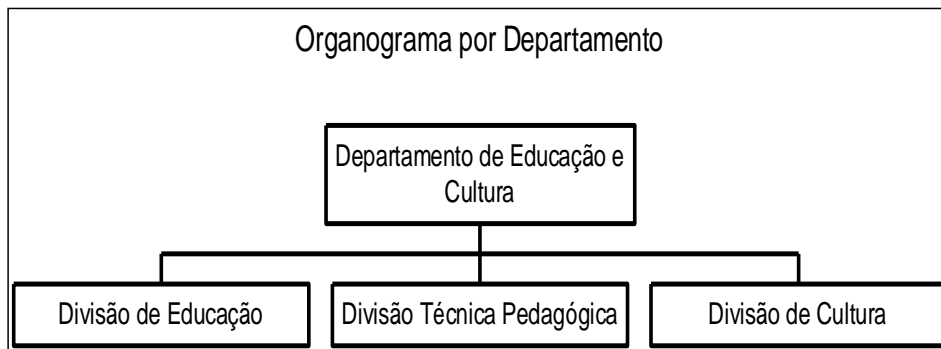 Organograma por Departamento
Departamento de Educação e
Cultura
Divisão de Educação
Divisão Técnica Pedagógica
Divisão de Cultura